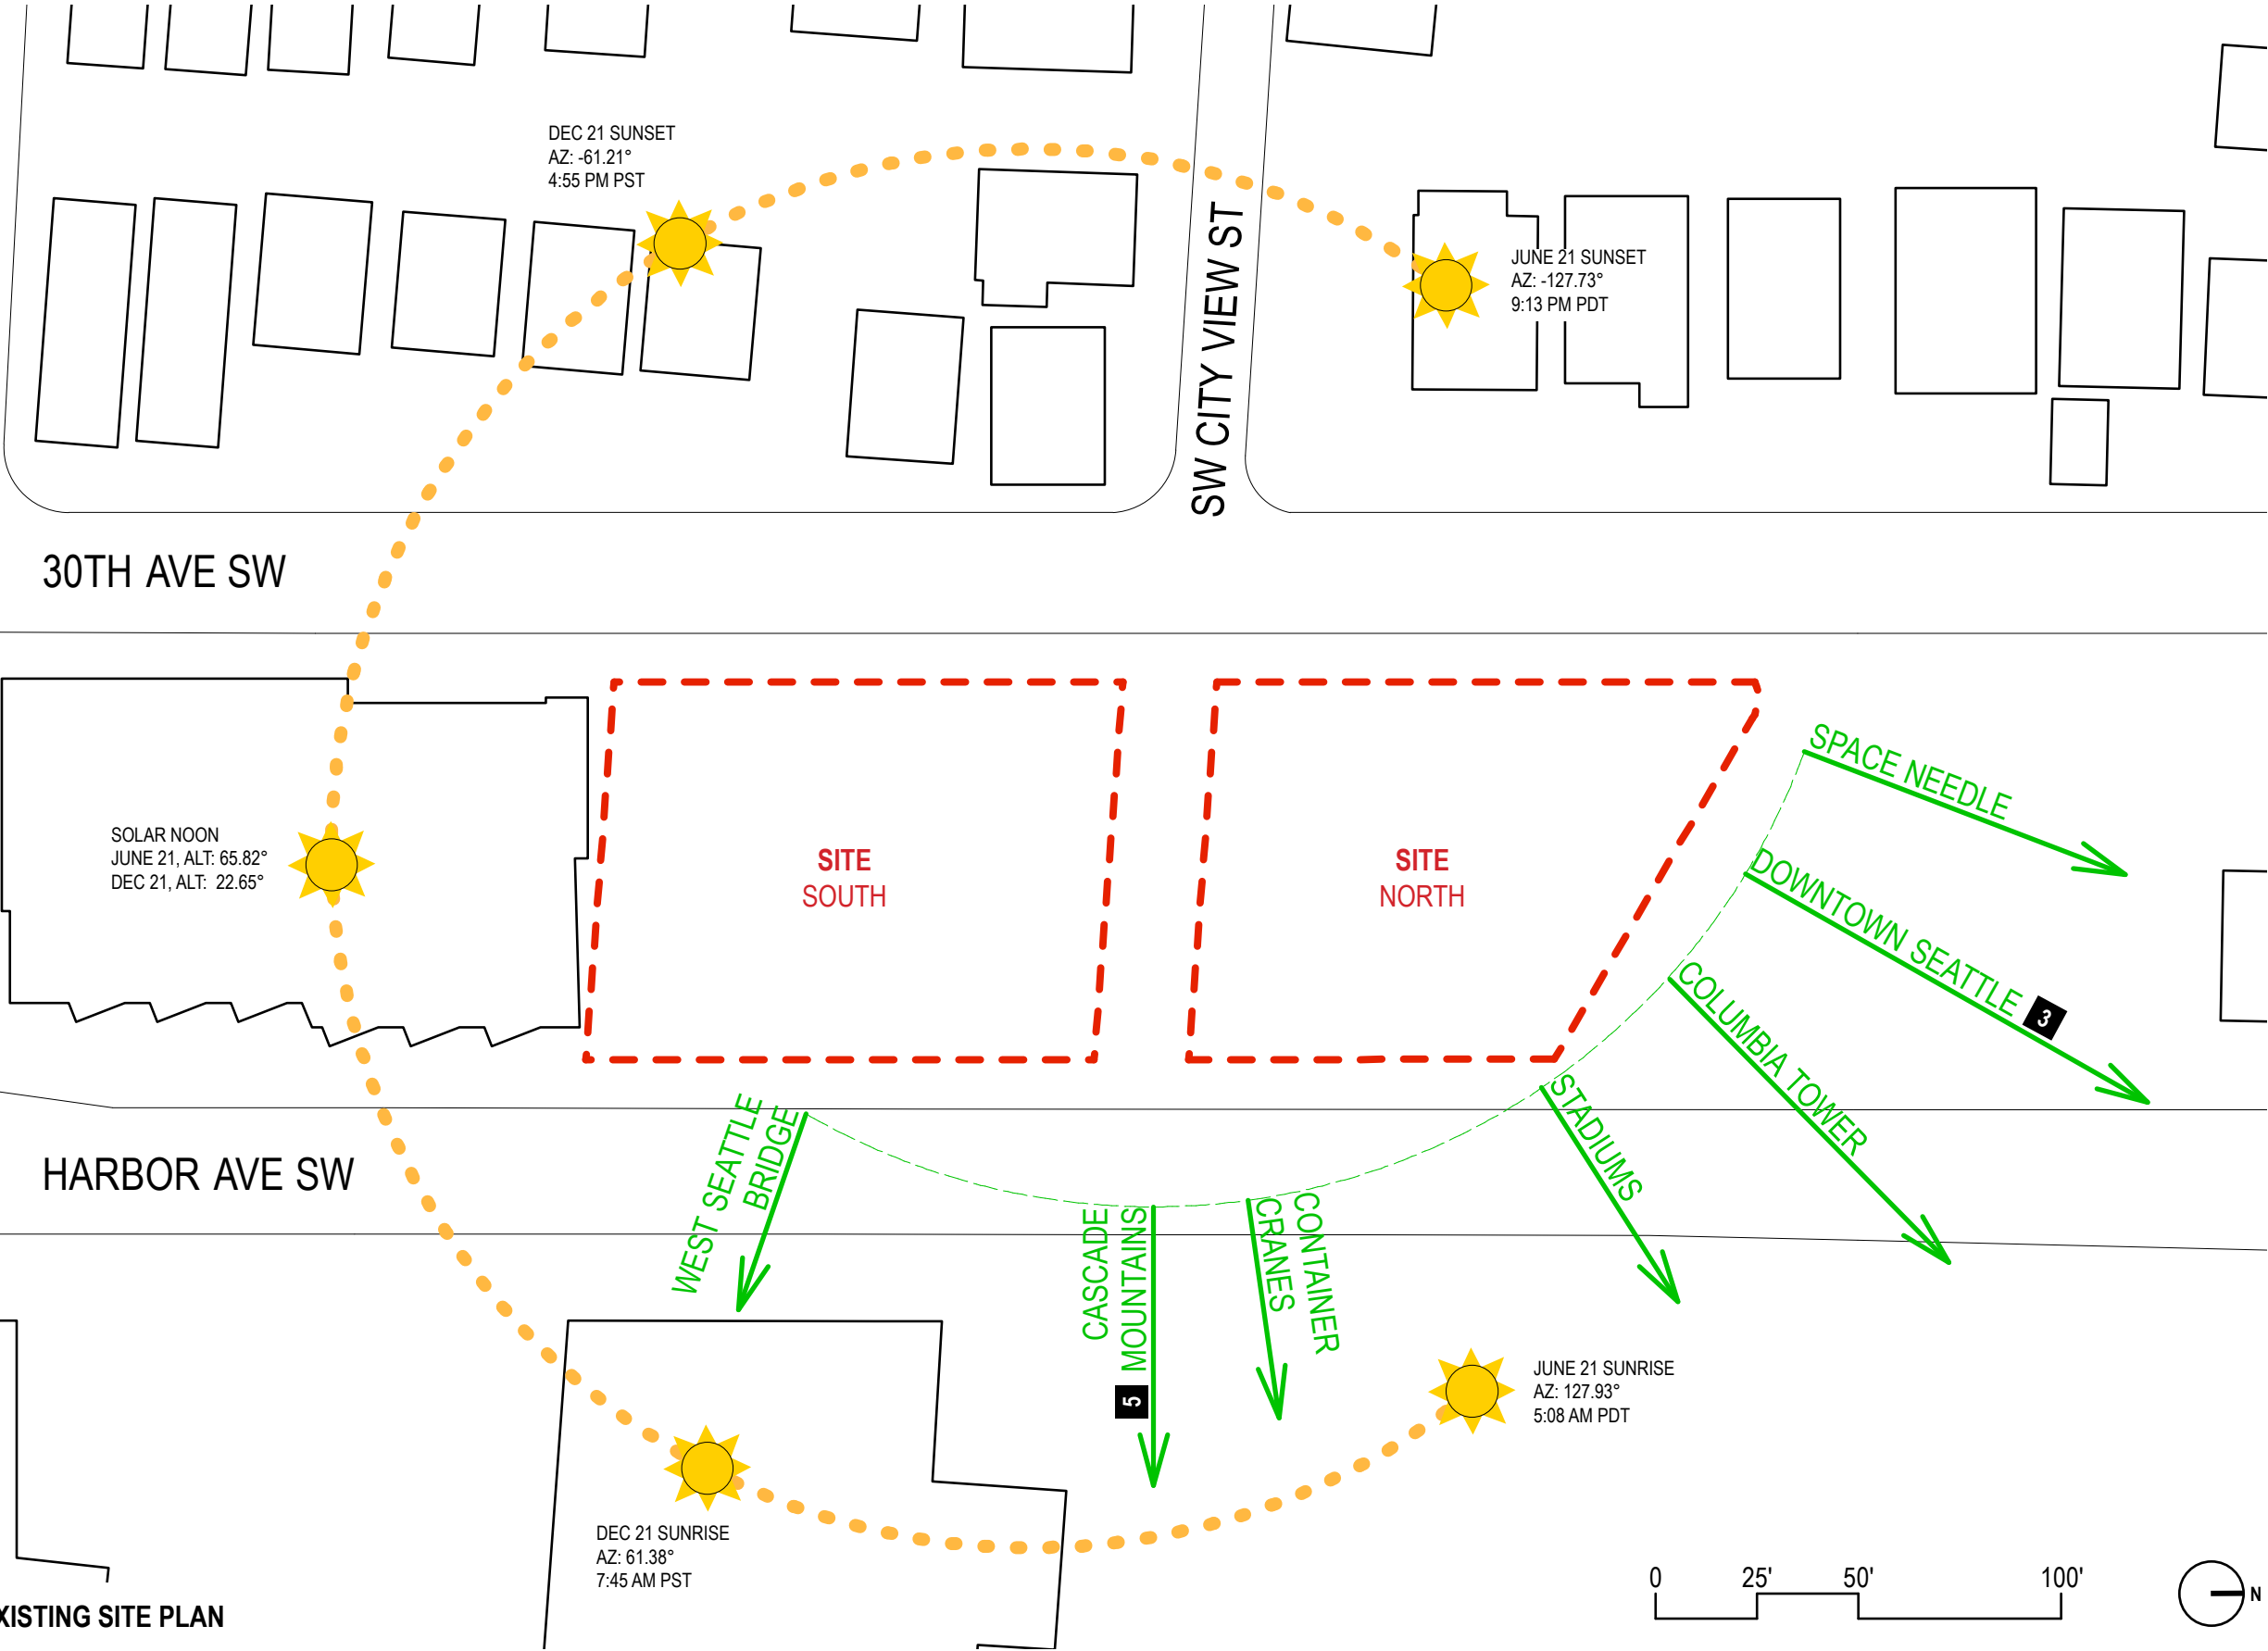 DEC 21 SUNSET
AZ: -61.21°
4:55 PM PST
SW CITY VIEW ST
JUNE 21 SUNSET
AZ: -127.73°
9:13 PM PDT
30TH AVE SW
SOLAR NOON
JUNE 21, ALT: 65.82°
DEC 21, ALT: 22.65°
SITE
SOUTH
SITE
NORTH
SPACE NEEDLE
DOWNTOWN SEATTLE 3
COLUMBIA TOWER
STADIUMS
CONTAINER
CRANES
CASCADE
MOUNTAINS
5
WEST SEATTLE
BRIDGE
HARBOR AVE SW
JUNE 21 SUNRISE
AZ: 127.93°
5:08 AM PDT
DEC 21 SUNRISE
AZ: 61.38°
7:45 AM PST
0 25' 50' 100'
N
XISTING SITE PLAN